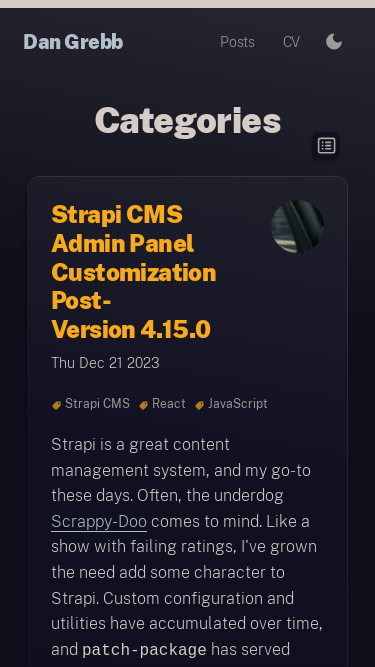 Dan Grebb
Posts
CV
Categories
Strapi CMS
Admin Panel
Customization
Post-
Version 4.15.0
Thu Dec 21 2023
Strapi CMS React JavaScript
Strapi is a great content
management system, and my go-to
these days. Often, the underdog
Scrappy-Doo comes to mind. Like a
show with failing ratings, I've grown
the need add some character to
Strapi. Custom configuration and
utilities have accumulated over time,
and patch-package has served